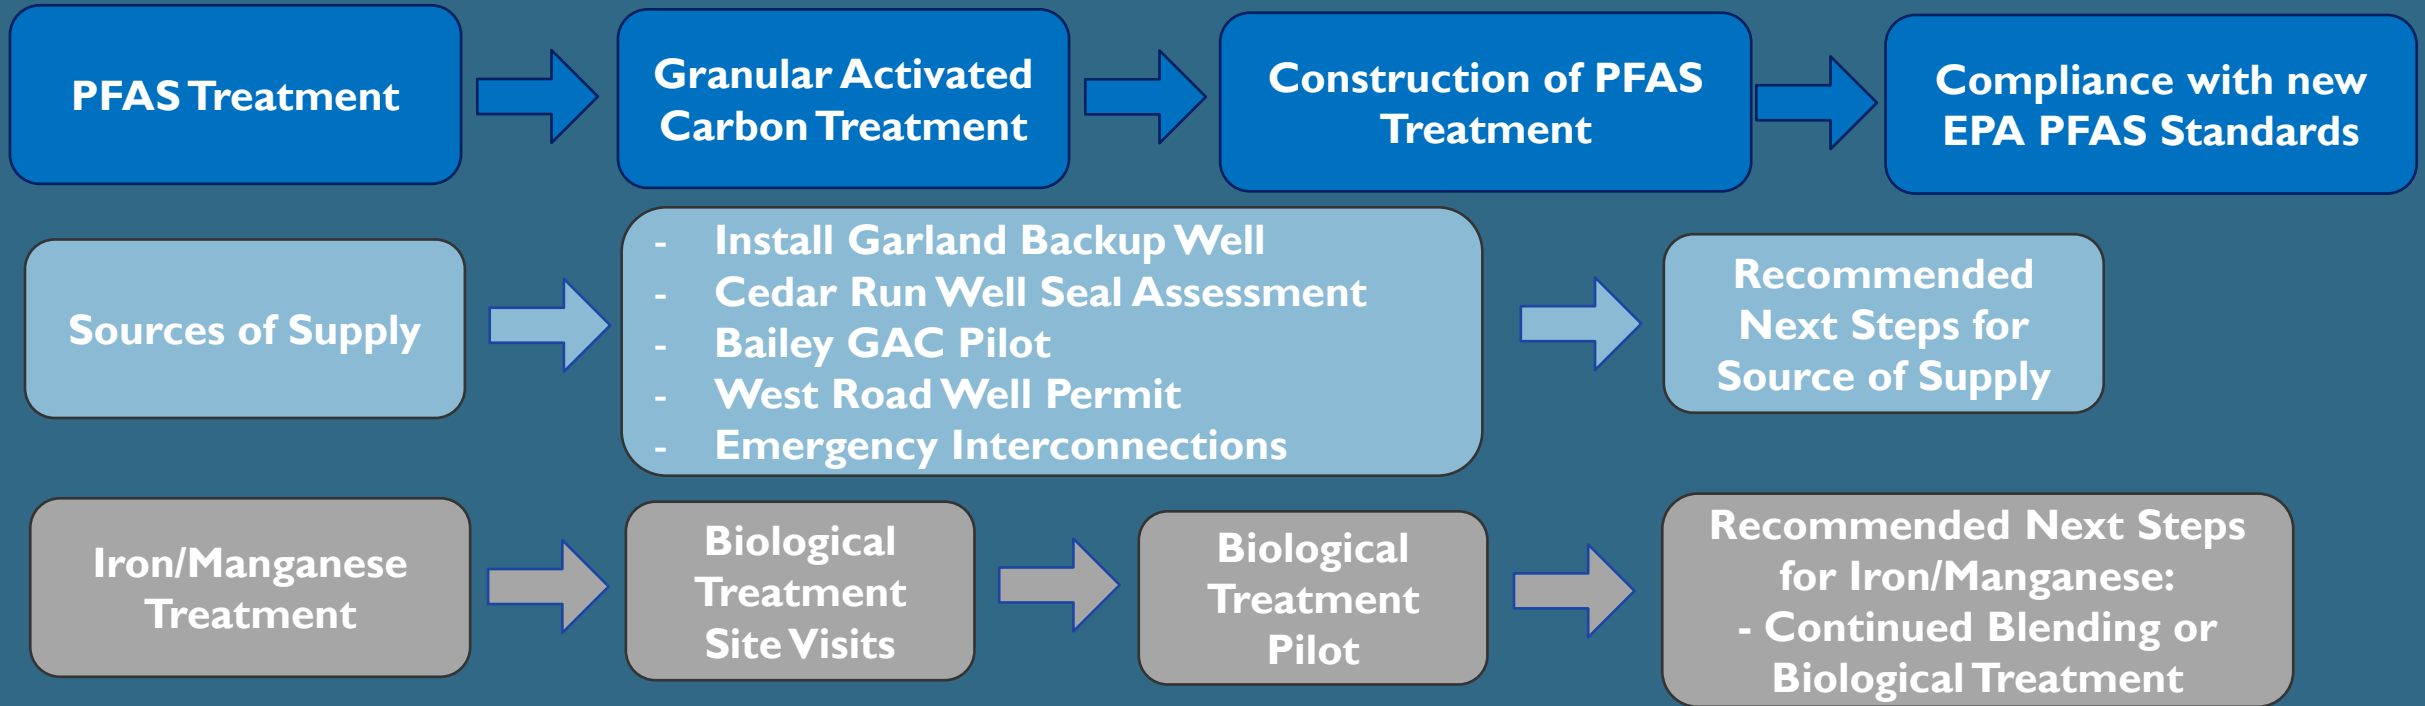 PFAS Treatment
Granular Activated
Carbon Treatment
Construction of PFAS
Treatment
Compliance with new
EPA PFAS Standards
Sources of Supply
- Install Garland Backup Well
- Cedar Run Well Seal Assessment
- Bailey GAC Pilot
- West Road Well Permit
- Emergency Interconnections
Recommended
Next Steps for
Source of Supply
Iron/Manganese
Treatment
Biological
Treatment
Site Visits
Biological
Treatment
Pilot
Recommended Next Steps
for Iron/Manganese:
- Continued Blending or
Biological Treatment